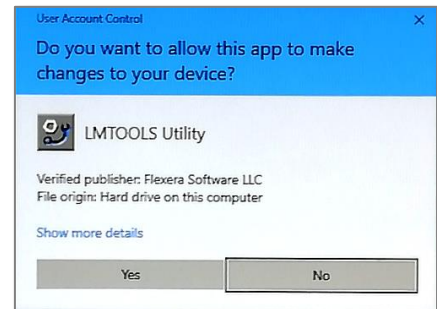 User Account Control
Do you want to allow this app to make
changes to your device?
LMTOOLS Utility
Verified publisher: Flexera Software LLC
File origin: Hard drive on this computer
Show more details
Yes
No